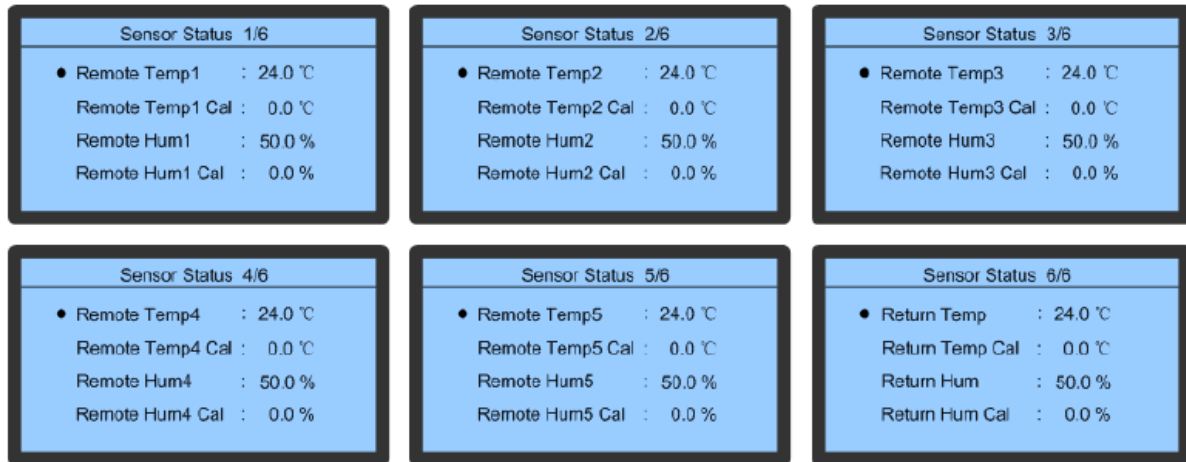 Sensor Status 1/6
● Remote Temp1 : 24.0 ℃
Remote Temp1 Cal : 0.0 ℃
Remote Hum1 : 50.0 %
Remote Hum1 Cal : 0.0 %
Sensor Status 2/6
● Remote Temp2 : 24.0 ℃
Remote Temp2 Cal : 0.0 ℃
Remote Hum2 : 50.0 %
Remote Hum2 Cal : 0.0 %
Sensor Status 3/6
● Remote Temp3 : 24.0 ℃
Remote Temp3 Cal : 0.0 ℃
Remote Hum3 : 50.0 %
Remote Hum3 Cal : 0.0 %
Sensor Status 4/6
● Remote Temp4 : 24.0 ℃
Remote Temp4 Cal : 0.0 ℃
Remote Hum4 : 50.0 %
Remote Hum4 Cal : 0.0 %
Sensor Status 5/6
● Remote Temp5 : 24.0 ℃
Remote Temp5 Cal : 0.0 ℃
Remote Hum5 : 50.0 %
Remote Hum5 Cal : 0.0 %
Sensor Status 6/6
● Return Temp : 24.0 ℃
Return Temp Cal : 0.0 ℃
Return Hum : 50.0 %
Return Hum Cal : 0.0 %